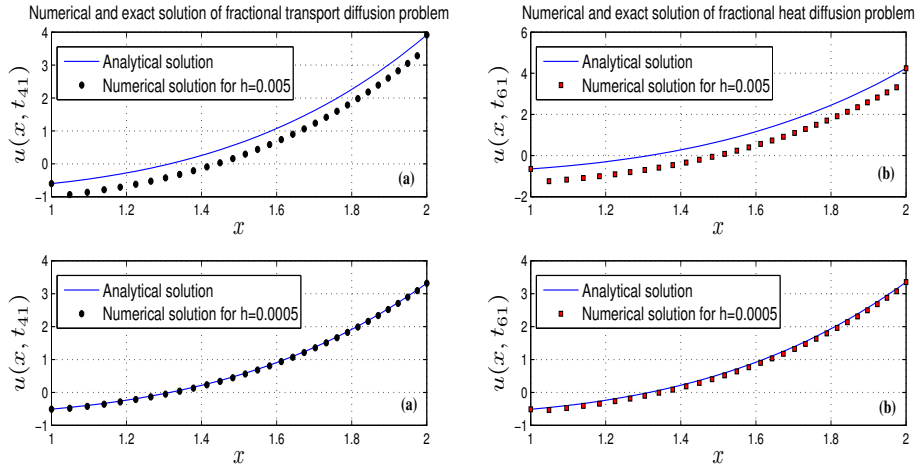 Numerical and exact solution of fractional transport diffusion problem
4
3
2
1
0
−1
u(x, t41)
Analytical solution
Numerical solution for h=0.005
(a)
1
1.2
1.4
1.6
1.8
2
x
Numerical and exact solution of fractional heat diffusion problem
6
4
2
0
−2
u(x, t61)
Analytical solution
Numerical solution for h=0.005
(b)
1
1.2
1.4
1.6
1.8
2
x
4
3
2
1
0
−1
u(x, t41)
Analytical solution
Numerical solution for h=0.0005
(a)
1
1.2
1.4
1.6
1.8
2
x
4
3
2
1
0
−1
u(x, t61)
Analytical solution
Numerical solution for h=0.0005
(b)
1
1.2
1.4
1.6
1.8
2
x